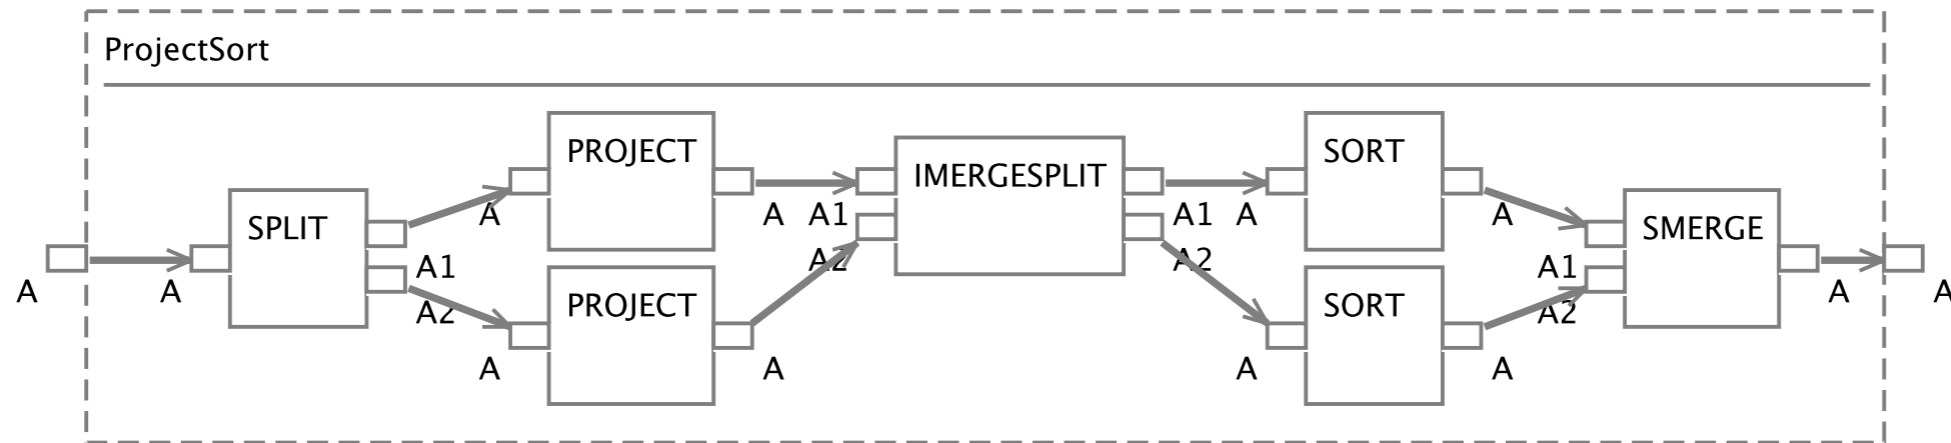 ProjectSort
PROJECT
SORT
IMERGESPLIT
SPLIT
SMERGE
A
A
A1
A1
A
A
A
A1
A2
A2
A1
A
A
A
A
PROJECT
SORT
A2
A2
A
A
A
A